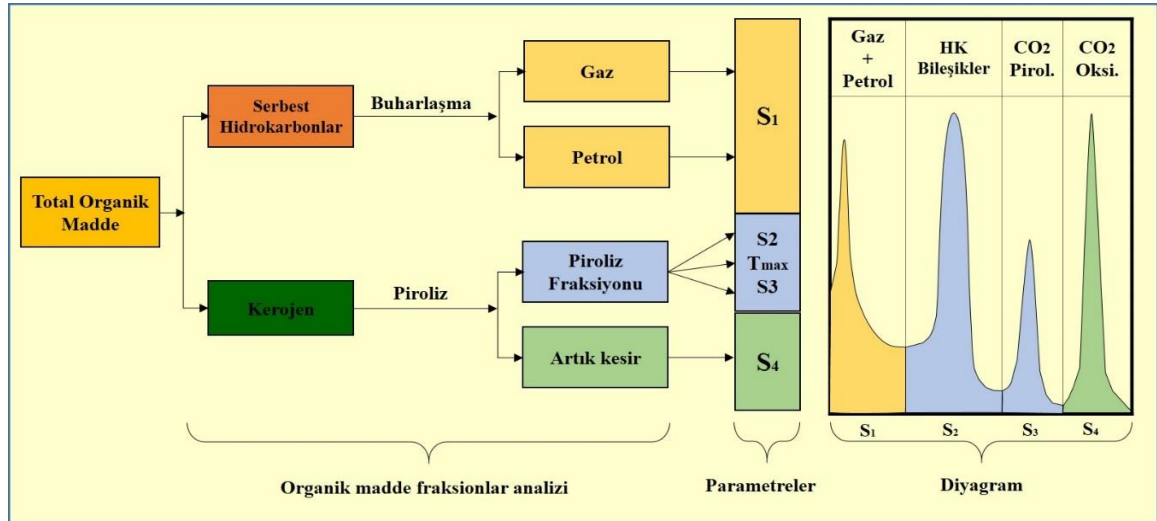 Total Organik
Madde
Serbest
Hidrokarbonlar
Kerojen
Buharlaşma
Piroliz
Gaz
Petrol
Piroliz
Fraksiyonu
Artık kesir
S1
S2
Tmax
S3
S4
Gaz
+
Petrol
HK
Bileşikler
CO2
Pirol.
CO2
Oksi.
S1
S2
S3
S4
Organik madde fraksionlar analizi
Parametreler
Diyagram